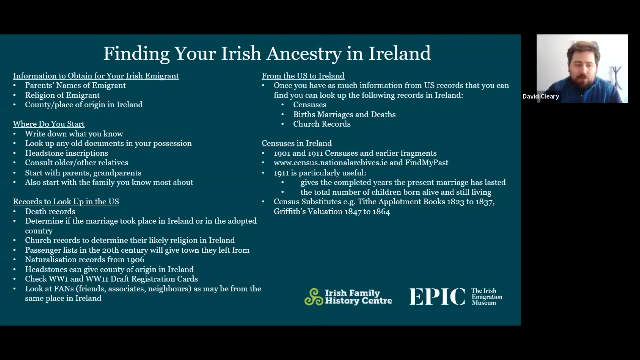 Finding Your Irish Ancestry in Ireland
Information to Obtain for Your Irish Emigrant
• Parents' Names of Emigrant
• Religion of Emigrant
• County/place of origin in Ireland
Where Do You Start
• Write down what you know
• Look up any old documents in your possession
• Headstone inscriptions
• Consult older/other relatives
• Start with parents, grandparents
• Also start with the family you know most about
Records to Look Up in the US
• Death records
• Determine if the marriage took place in Ireland or in the adopted
country
• Church records to determine their likely religion in Ireland
• Passenger lists in the 20th century will give town they left from
• Naturalisation records from 1906
• Headstones can give county of origin in Ireland
• Check WW1 and WW11 Draft Registration Cards
• Look at FANs (friends, associates, neighbours) as may be from the
same place in Ireland
From the US to Ireland
• Once you have as much information from US records that you can
find you can look up the following records in Ireland:
• Censuses
• Births Marriages and Deaths
• Church Records
Censuses in Ireland
• 1901 and 1911 Censuses and earlier fragments
• www.census.nationalarchives.ie and FindMyPast
• 1911 is particularly useful:
• gives the completed years the present marriage has lasted
• the total number of children born alive and still living
• Census Substitutes e.g. Tithe Applotment Books 1823 to 1837,
Griffith's Valuation 1847 to 1864
Irish Family
History Centre
EPIC
The Irish
Emigration
Museum
David Cleary